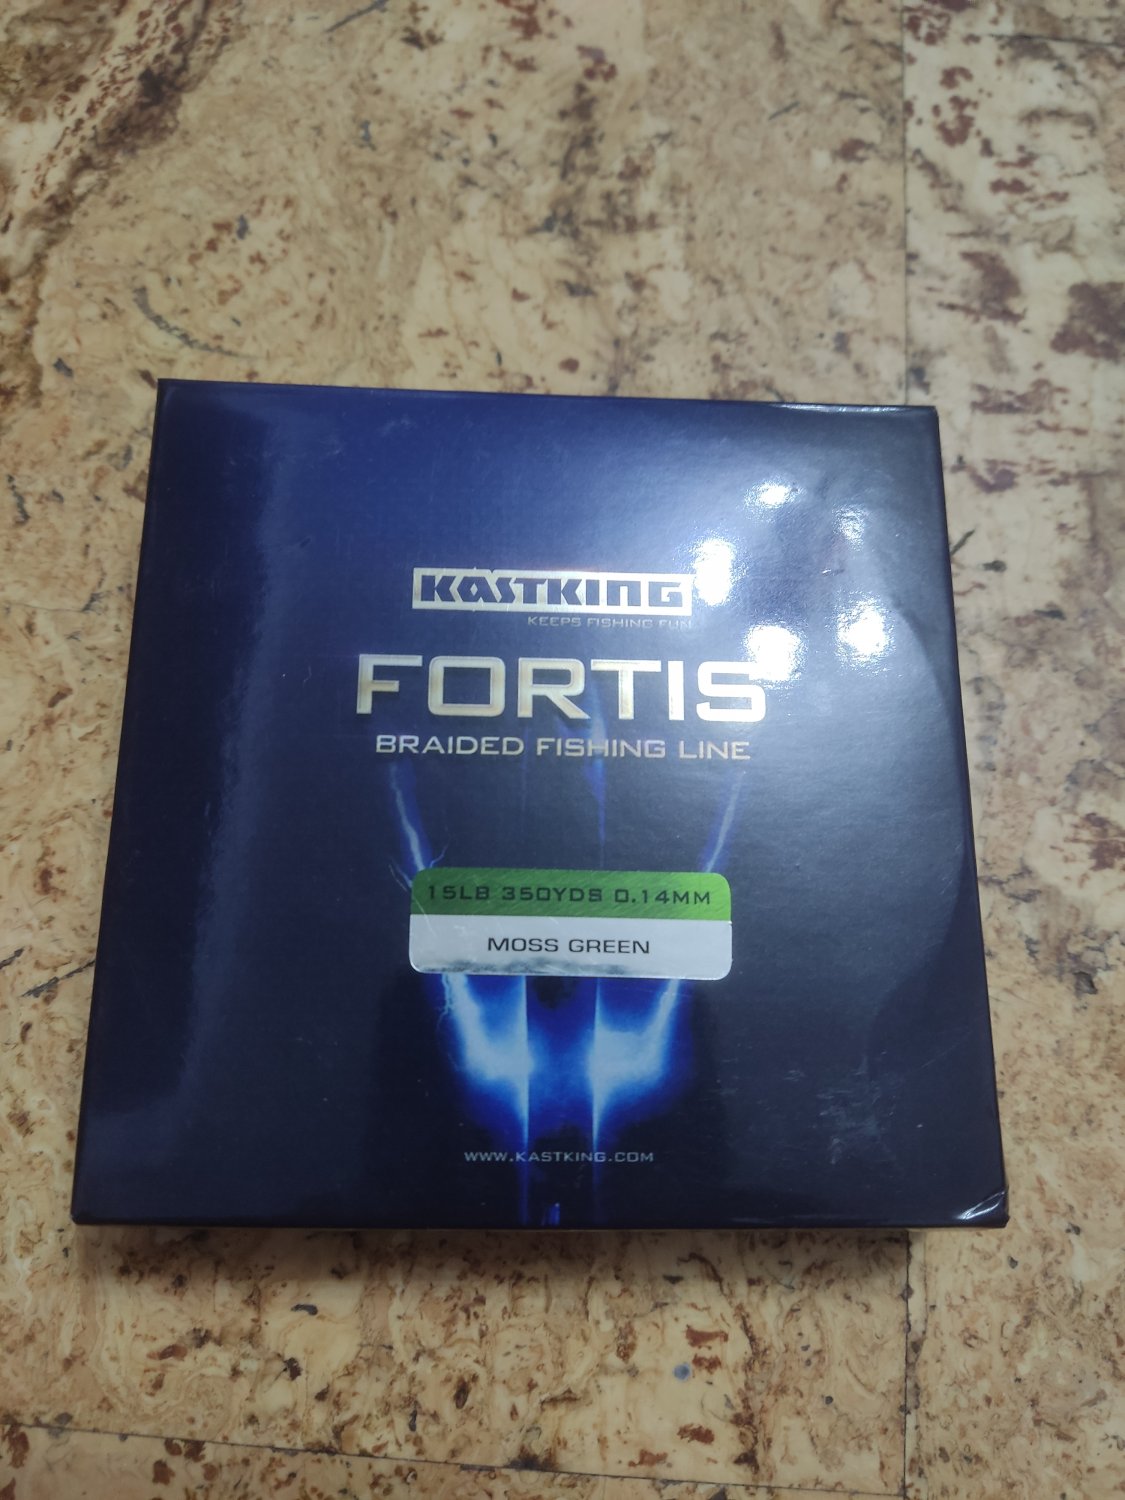 KASTKING
KEEPS FISHING FUN
FORTIS
BRAIDED FISHING LINE
15LB 350YDS 0.14MM
MOSS GREEN
WWW.KASTKING.COM